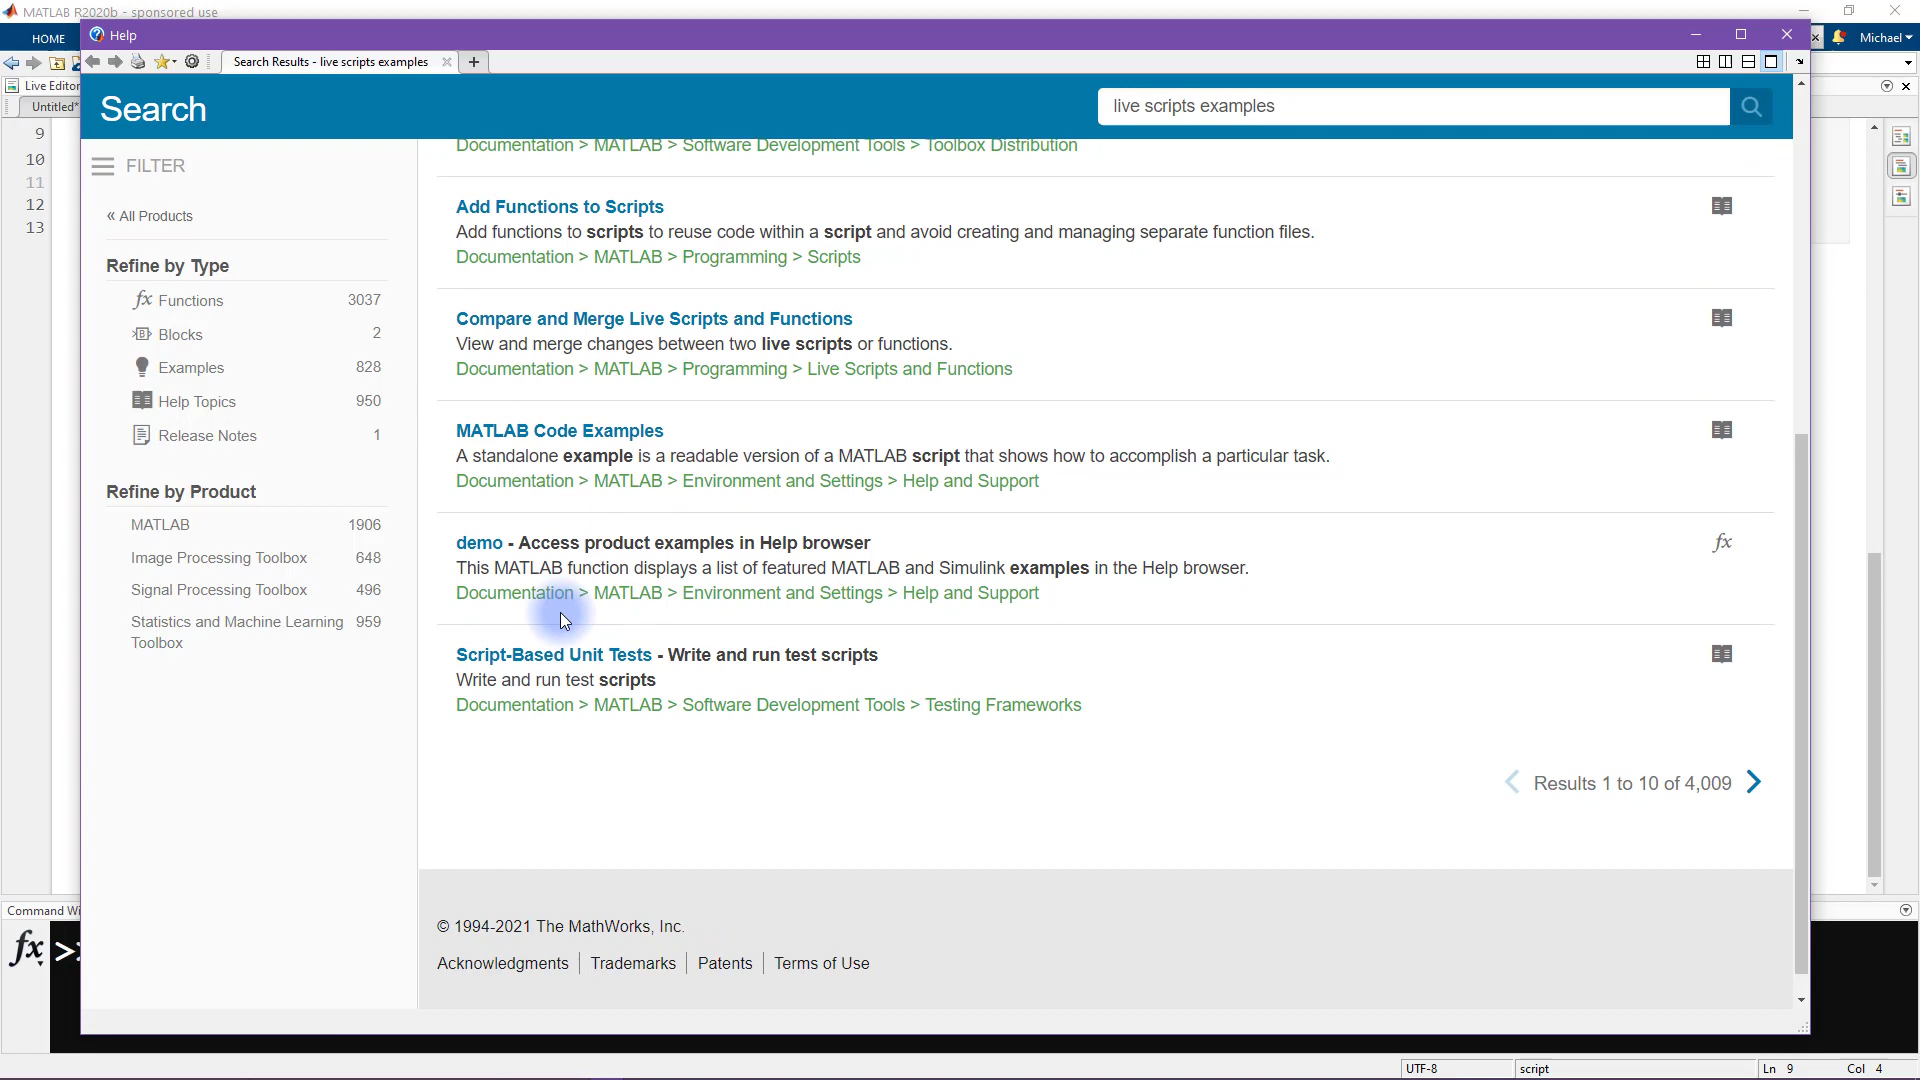 MATLAB R2020b - sponsored use
HOME
Help
Michael
Search Results - live scripts examples
Live Editor
Untitled*
Search
live scripts examples
Documentation > MATLAB > Software Development Tools > Toolbox Distribution
FILTER
« All Products
Refine by Type
fx Functions 3037
Blocks 2
Examples 828
Help Topics 950
Release Notes 1
Refine by Product
MATLAB 1906
Image Processing Toolbox 648
Signal Processing Toolbox 496
Statistics and Machine Learning 959
Toolbox
9
10
11
12
13
Add Functions to Scripts
Add functions to scripts to reuse code within a script and avoid creating and managing separate function files.
Documentation > MATLAB > Programming > Scripts
Compare and Merge Live Scripts and Functions
View and merge changes between two live scripts or functions.
Documentation > MATLAB > Programming > Live Scripts and Functions
MATLAB Code Examples
A standalone example is a readable version of a MATLAB script that shows how to accomplish a particular task.
Documentation > MATLAB > Environment and Settings > Help and Support
demo - Access product examples in Help browser
fx
This MATLAB function displays a list of featured MATLAB and Simulink examples in the Help browser.
Documentation > MATLAB > Environment and Settings > Help and Support
Script-Based Unit Tests - Write and run test scripts
Write and run test scripts
Documentation > MATLAB > Software Development Tools > Testing Frameworks
Results 1 to 10 of 4,009
© 1994-2021 The MathWorks, Inc.
Acknowledgments | Trademarks | Patents | Terms of Use
Command Wi
fx >>
UTF-8
script
Ln 9 Col 4